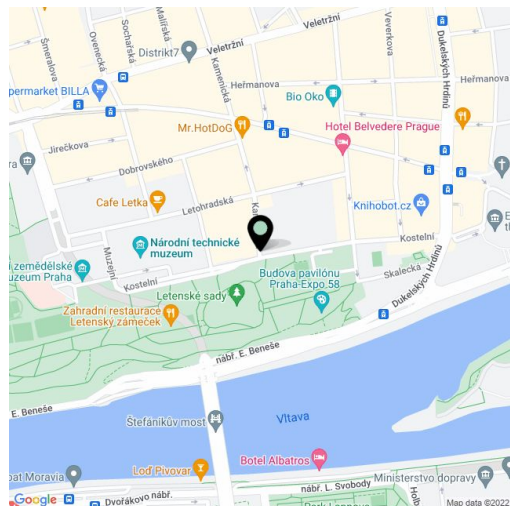 Malířská
Ovenecká
Sochařská
Šmeralova
Distrikt7
Veletržní
Veletržní
Kamenická
Veverkova
Dukelských Hrdinů
Heřmanova
Heřmanova
permarket BILLA
Bio Oko
Mr.HotDoG
Hotel Belvedere Prague
Jirečkova
Dobrovského
Cafe Letka
Letohradská
Knihobot.cz
Národní technické
muzeum
Kostelní
Muzejní
zemědělské
uzeum Praha
Kostelní
Letenské sady
Budova pavilónu
Praha-Expo 58
Skalecká
Dukelských Hrdinů
Zahradní restaurace
Letenský zámeček
nábř. E. Beneše
E. Beneše
Štefánikův most
Vltava
Loď Pivovar
Botel Albatros
pat Moravia
Ministerstvo dopravy
nábř. L. Svobody
Dvořákovo nábř.
Google
Map data ©2022